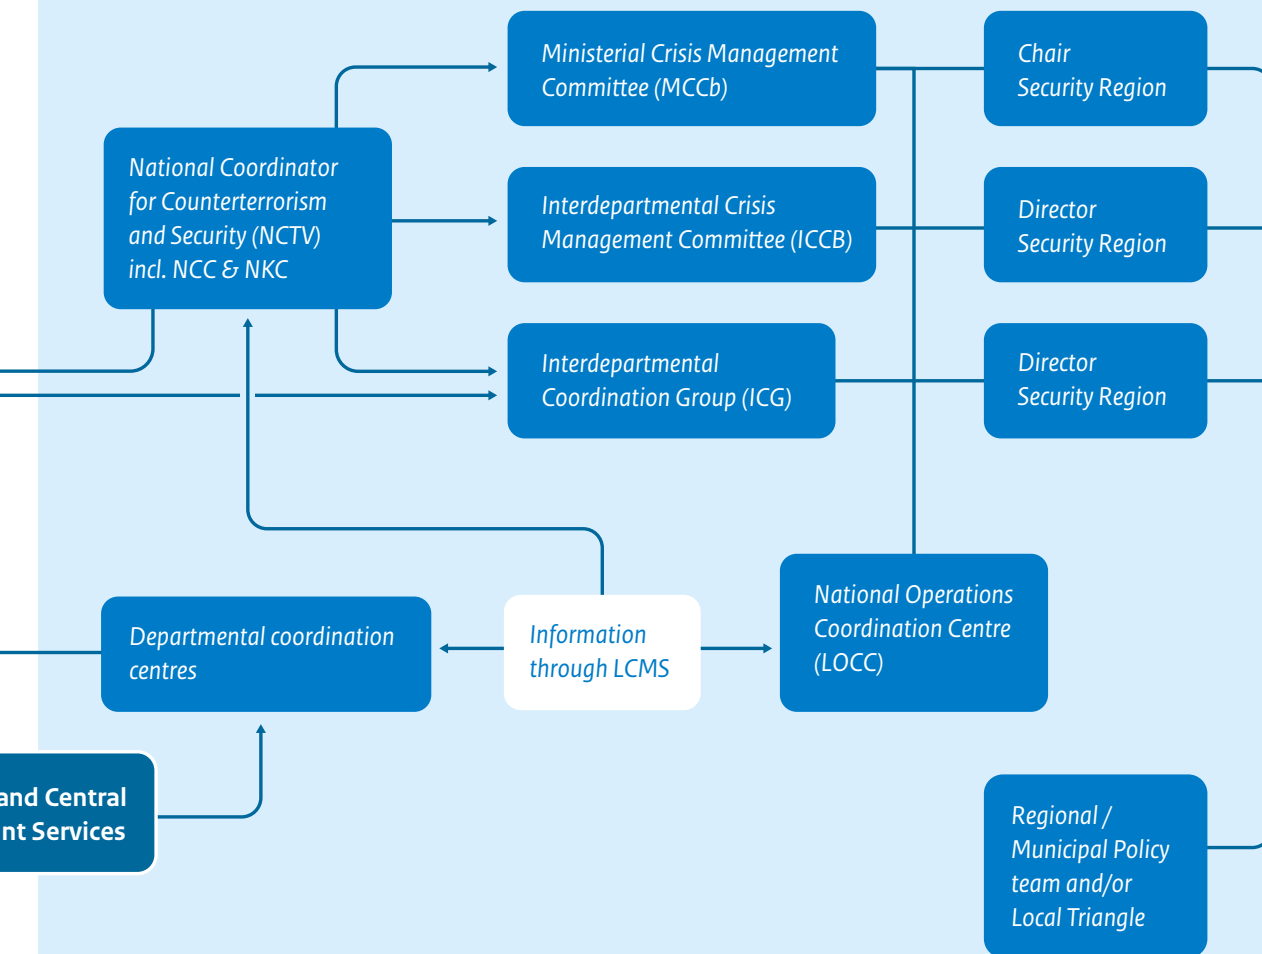 Ministerial Crisis Management
Committee (MCCb)
Chair
Security Region
National Coordinator
for Counterterrorism
and Security (NCTV)
incl. NCC & NKC
Interdepartmental Crisis
Management Committee (ICCB)
Director
Security Region
Interdepartmental
Coordination Group (ICG)
Director
Security Region
Departmental coordination
centres
Information
through LCMS
National Operations
Coordination Centre
(LOCC)
and Central
nt Services
Regional /
Municipal Policy
team and/or
Local Triangle